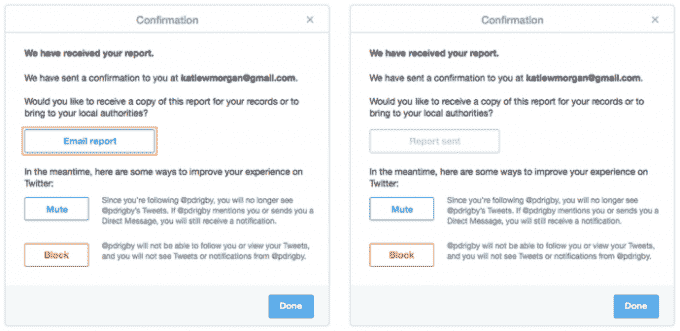 Confirmation ×
We have received your report.
We have sent a confirmation to you at katiewmorgan@gmail.com.
Would you like to receive a copy of this report for your records or to
bring to your local authorities?
Email report
In the meantime, here are some ways to improve your experience on
Twitter:
Mute
Since you're following @pdrigby, you will no longer see
@pdrigby's Tweets. If @pdrigby mentions you or sends you a
Direct Message, you will still receive a notification.
Block
@pdrigby will not be able to follow you or view your Tweets,
and you will not see Tweets or notifications from @pdrigby.
Done
Confirmation ×
We have received your report.
We have sent a confirmation to you at katiewmorgan@gmail.com.
Would you like to receive a copy of this report for your records or to
bring to your local authorities?
Report sent
In the meantime, here are some ways to improve your experience on
Twitter:
Mute
Since you're following @pdrigby, you will no longer see
@pdrigby's Tweets. If @pdrigby mentions you or sends you a
Direct Message, you will still receive a notification.
Block
@pdrigby will not be able to follow you or view your Tweets,
and you will not see Tweets or notifications from @pdrigby.
Done